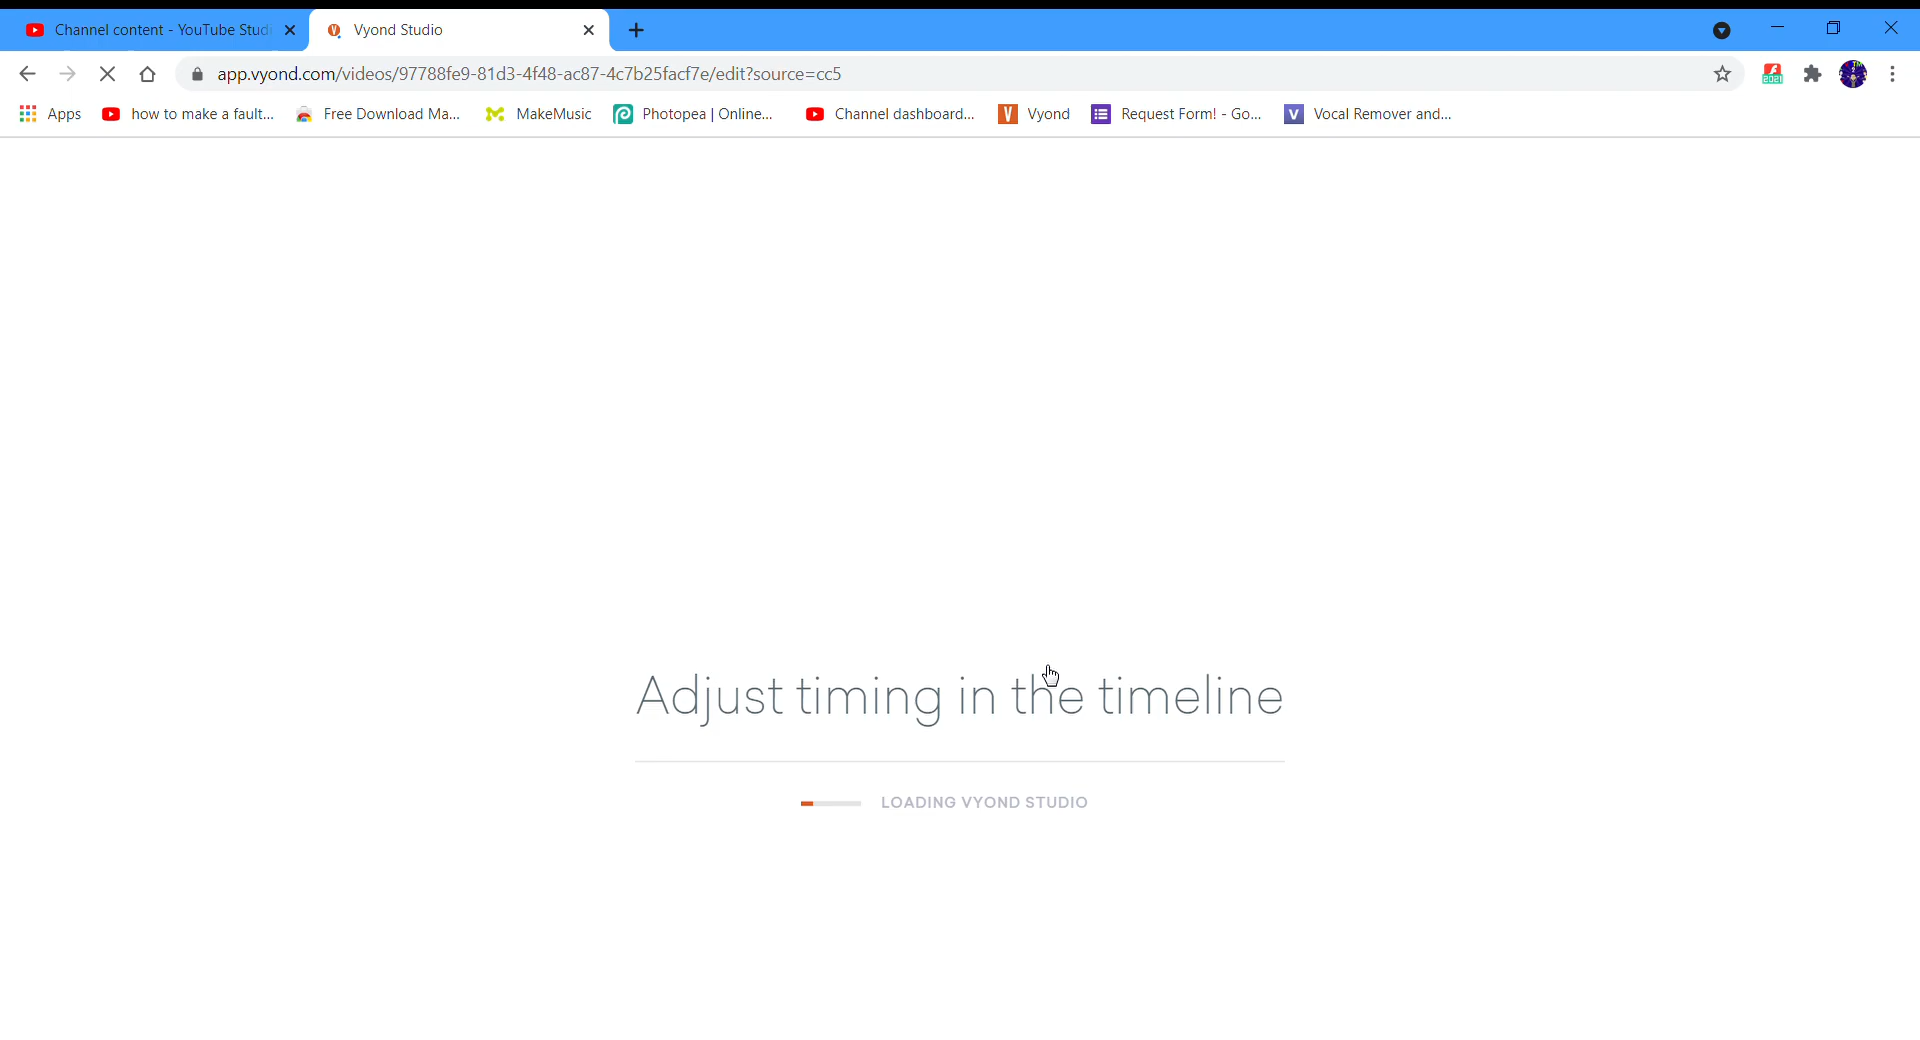 Channel content - YouTube Stud
Vyond Studio
app.vyond.com/videos/97788fe9-81d3-4f48-ac87-4c7b25facf7e/edit?source=cc5
2021
Apps
how to make a fault...
Free Download Ma...
MakeMusic
Photopea | Online...
Channel dashboard...
V
Vyond
Request Form! - Go...
V
Vocal Remover and...
Adjust timing in the timeline
LOADING VYOND STUDIO